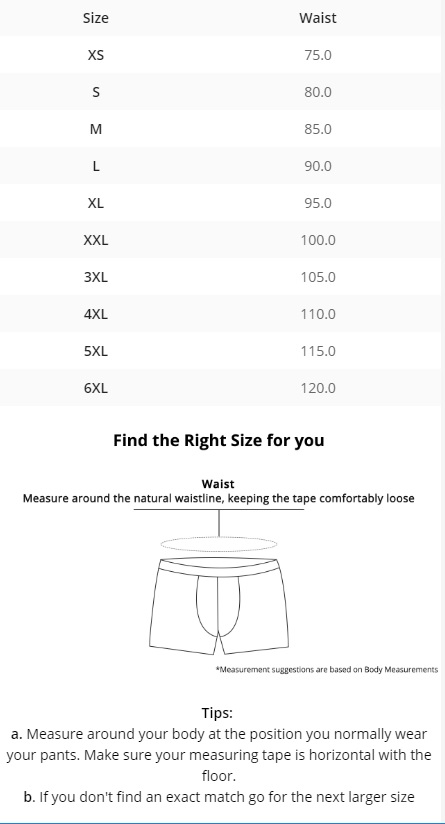 Size Waist
XS 75.0
S 80.0
M 85.0
L 90.0
XL 95.0
XXL 100.0
3XL 105.0
4XL 110.0
5XL 115.0
6XL 120.0
Find the Right Size for you
Waist
Measure around the natural waistline, keeping the tape comfortably loose
*Measurement suggestions are based on Body Measurements
Tips:
a. Measure around your body at the position you normally wear
your pants. Make sure your measuring tape is horizontal with the
floor.
b. If you don't find an exact match go for the next larger size